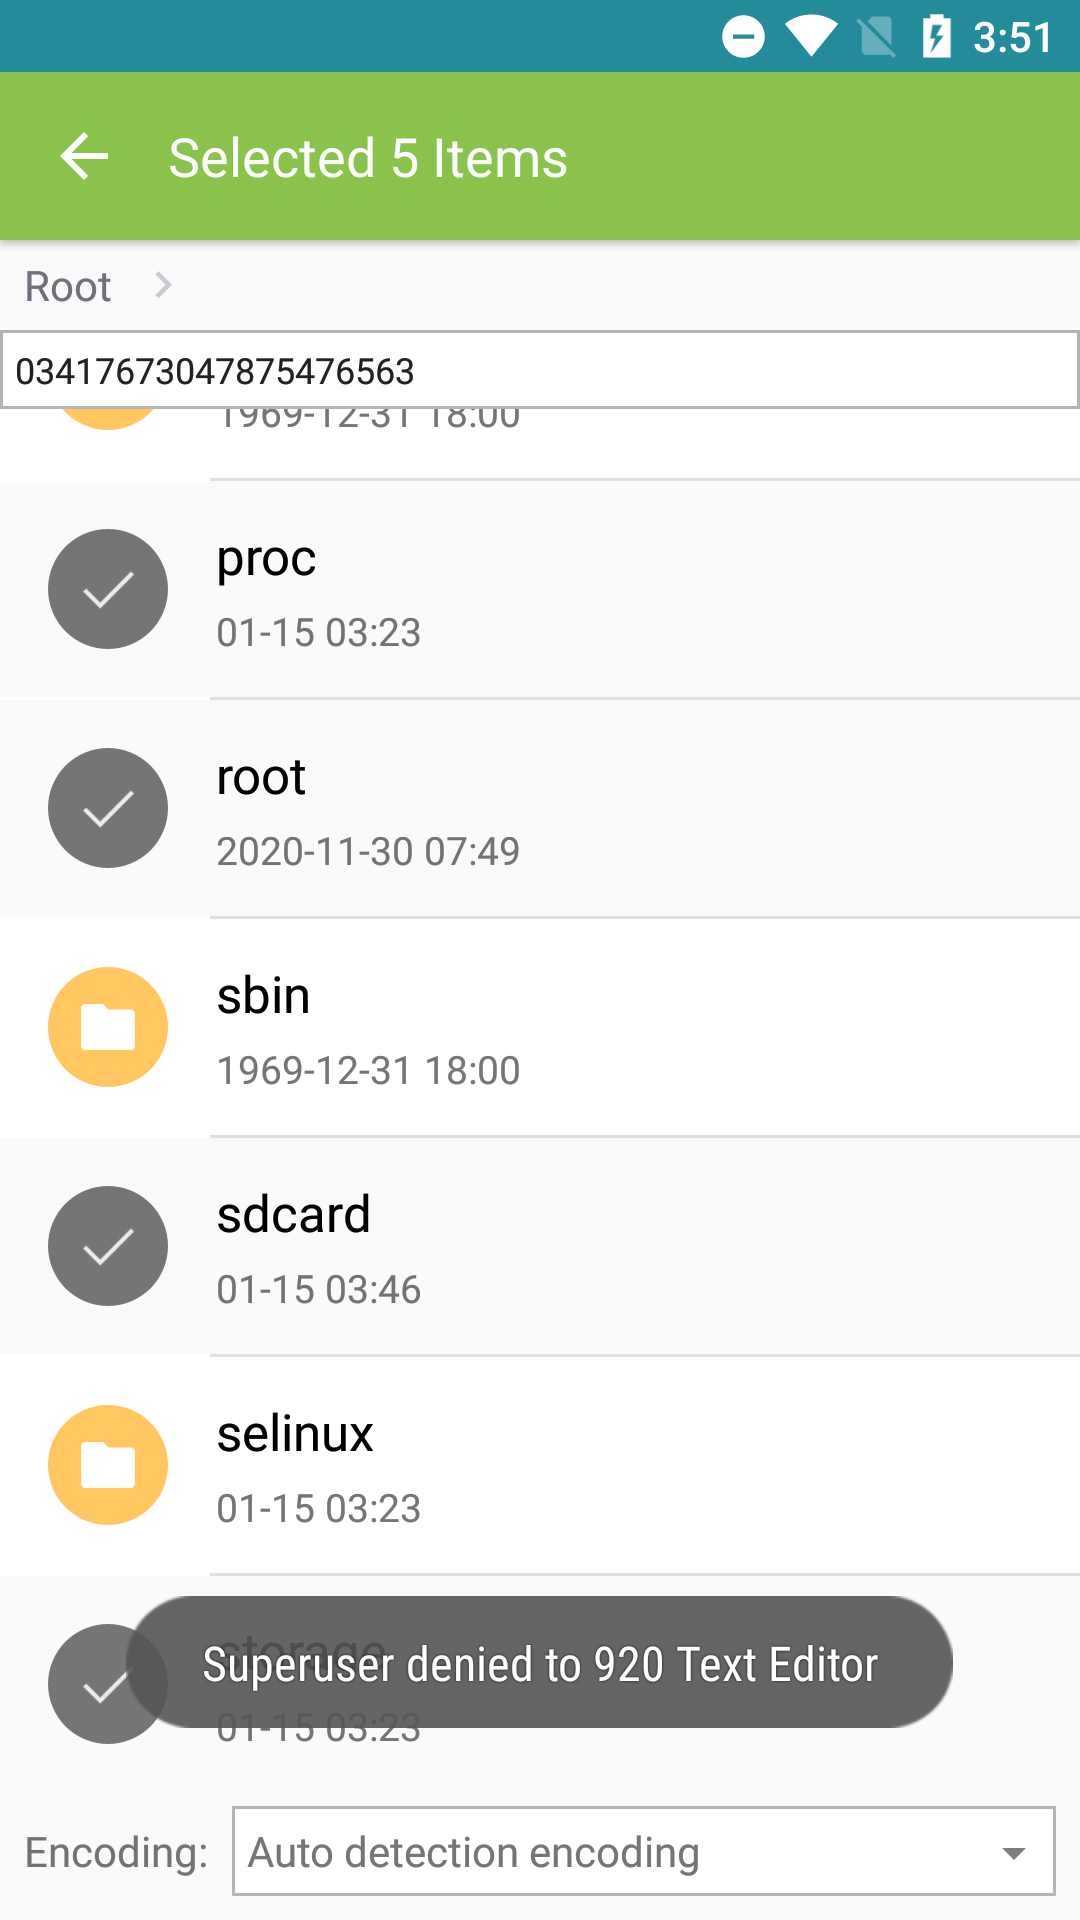 3:51
Selected 5 Items
Root
03417673047875476563
1969-12-31 18:00
proc
01-15 03:23
root
2020-11-30 07:49
sbin
1969-12-31 18:00
sdcard
01-15 03:46
selinux
01-15 03:23
storage
Superuser denied to 920 Text Editor
01-15 03:23
Encoding:
Auto detection encoding